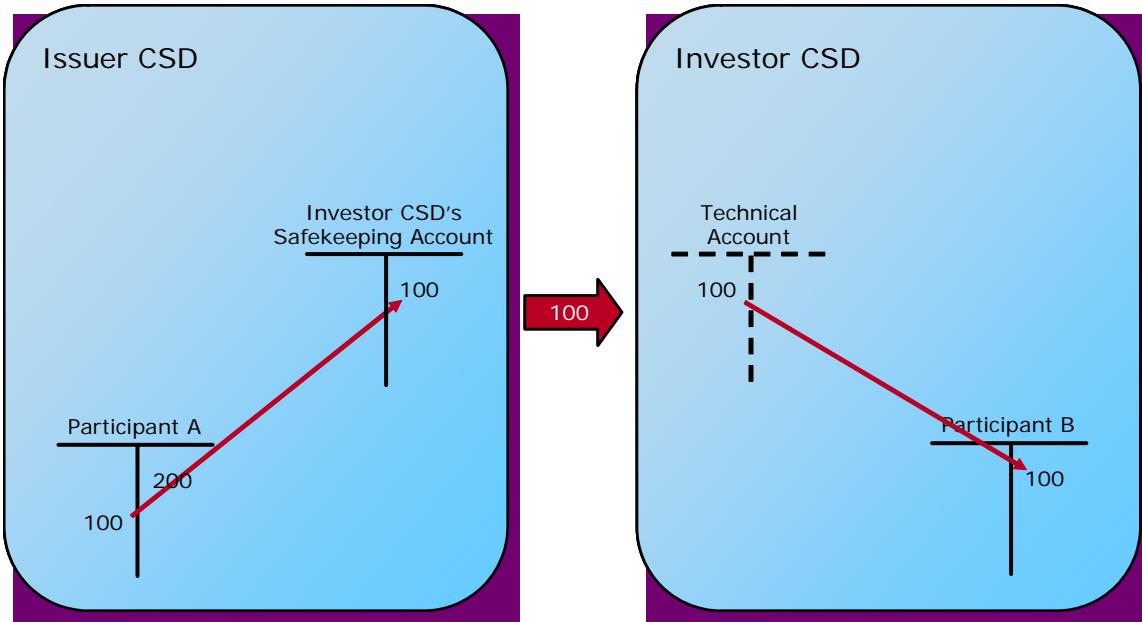 Issuer CSD
Investor CSD's
Safekeeping Account
100
Participant A
200
100
100
Investor CSD
Technical
Account
100
Participant B
100